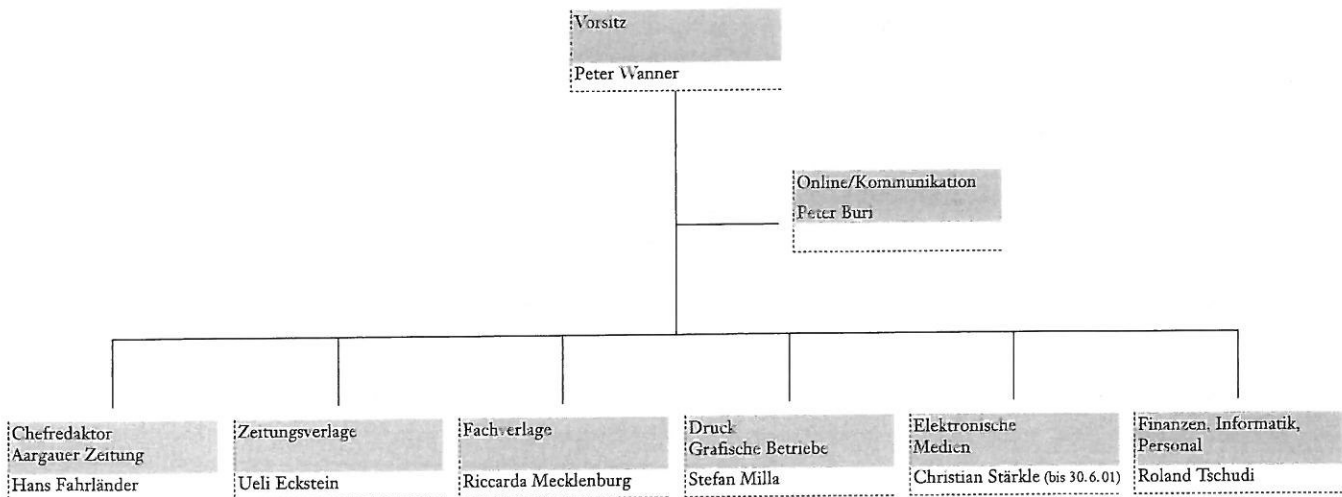 Vorsitz
Peter Wanner
Online/Kommunikation
Peter Buri
Chefredaktor
Aargauer Zeitung
Hans Fahrländer
Zeitungsverlage
Ueli Eckstein
Fachverlage
Riccarda Mecklenburg
Druck
Grafische Betriebe
Stefan Milla
Elektronische
Medien
Christian Stärkle (bis 30.6.01)
Finanzen, Informatik,
Personal
Roland Tschudi